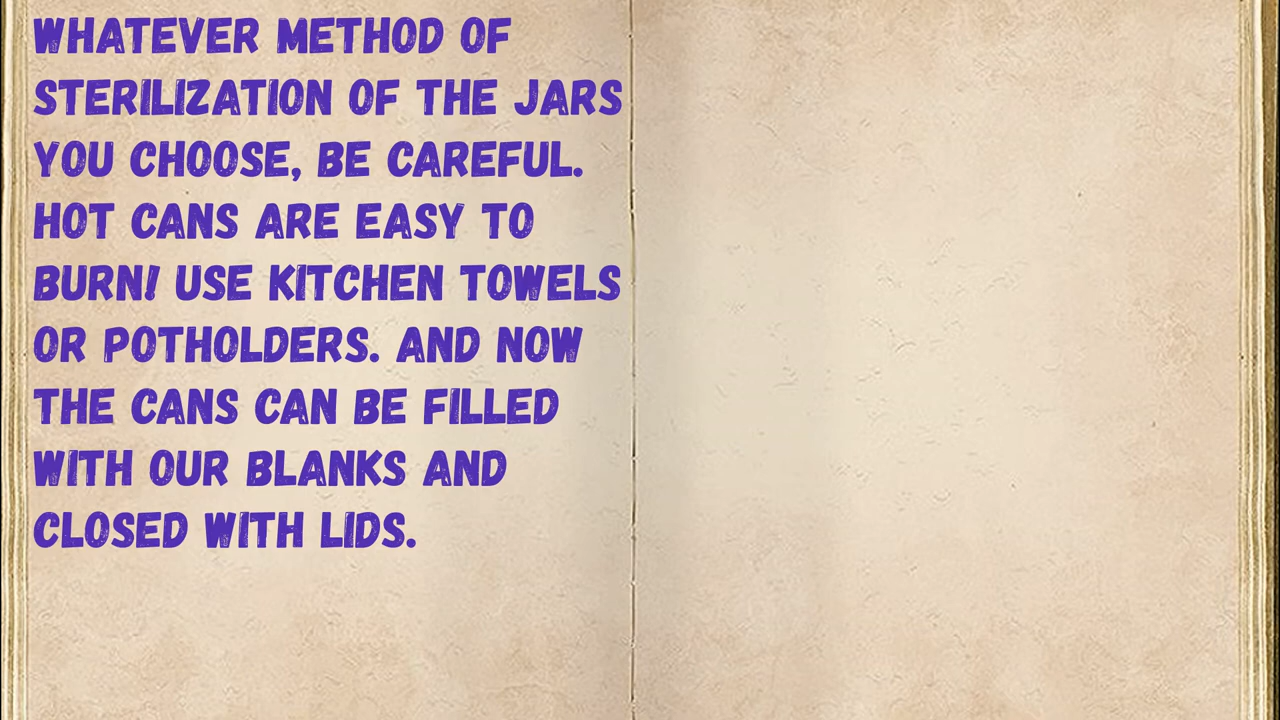 WHATEVER METHOD OF
STERILIZATION OF THE JARS
YOU CHOOSE, BE CAREFUL.
HOT CANS ARE EASY TO
BURN! USE KITCHEN TOWELS
OR POTHOLDERS. AND NOW
THE CANS CAN BE FILLED
WITH OUR BLANKS AND
CLOSED WITH LIDS.